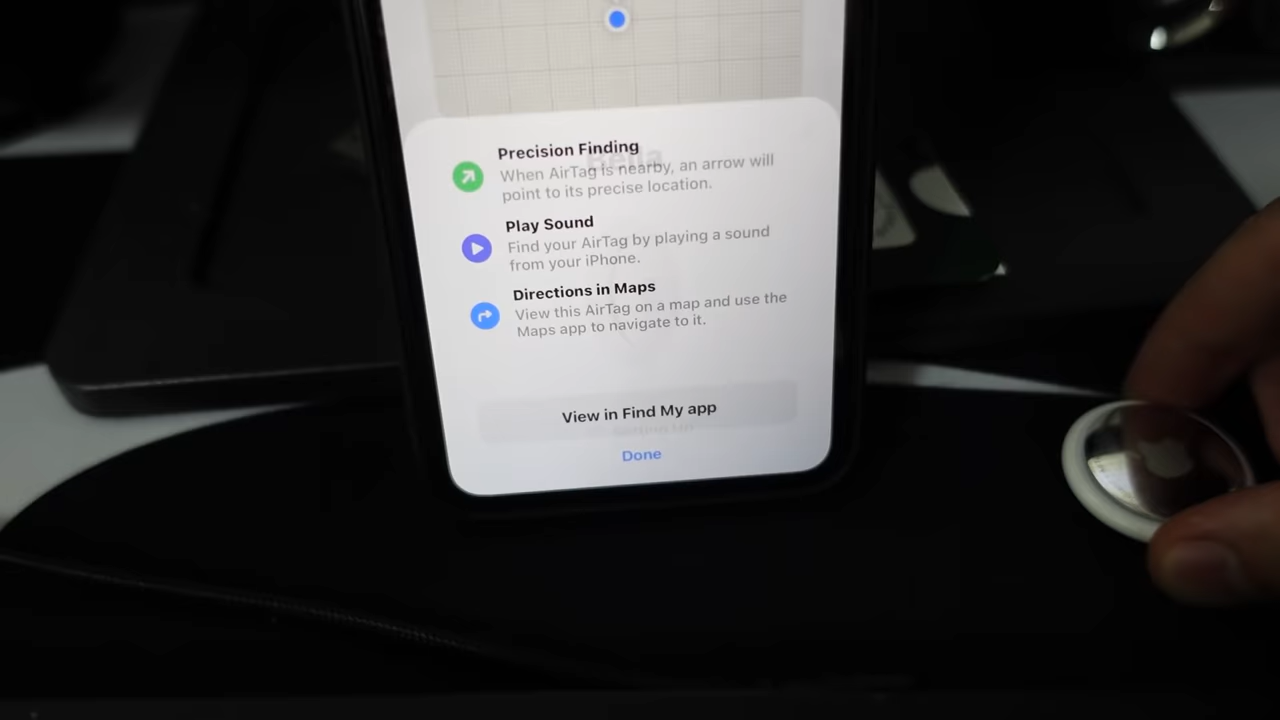 Precision Finding
Bella
When AirTag is nearby, an arrow will
point to its precise location.
Play Sound
Find your AirTag by playing a sound
from your iPhone.
Directions in Maps
View this AirTag on a map and use the
Maps app to navigate to it.
View in Find My app
Done